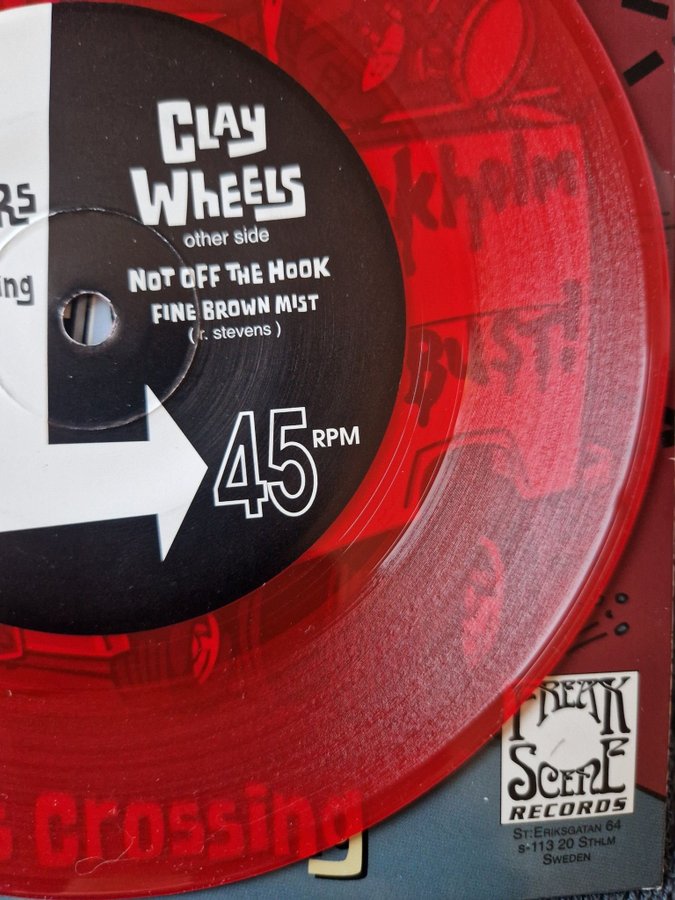 CLAY
WHEELS
other side
NOT OFF THE HOOK
FINE BROWN MIST
( r. stevens )
45 RPM
RS
ing
kholm
BUST!
s Crossing
FREAK
SCENE
RECORDS
ST:ERIKSGATAN 64
S-113 20 STHLM
SWEDEN